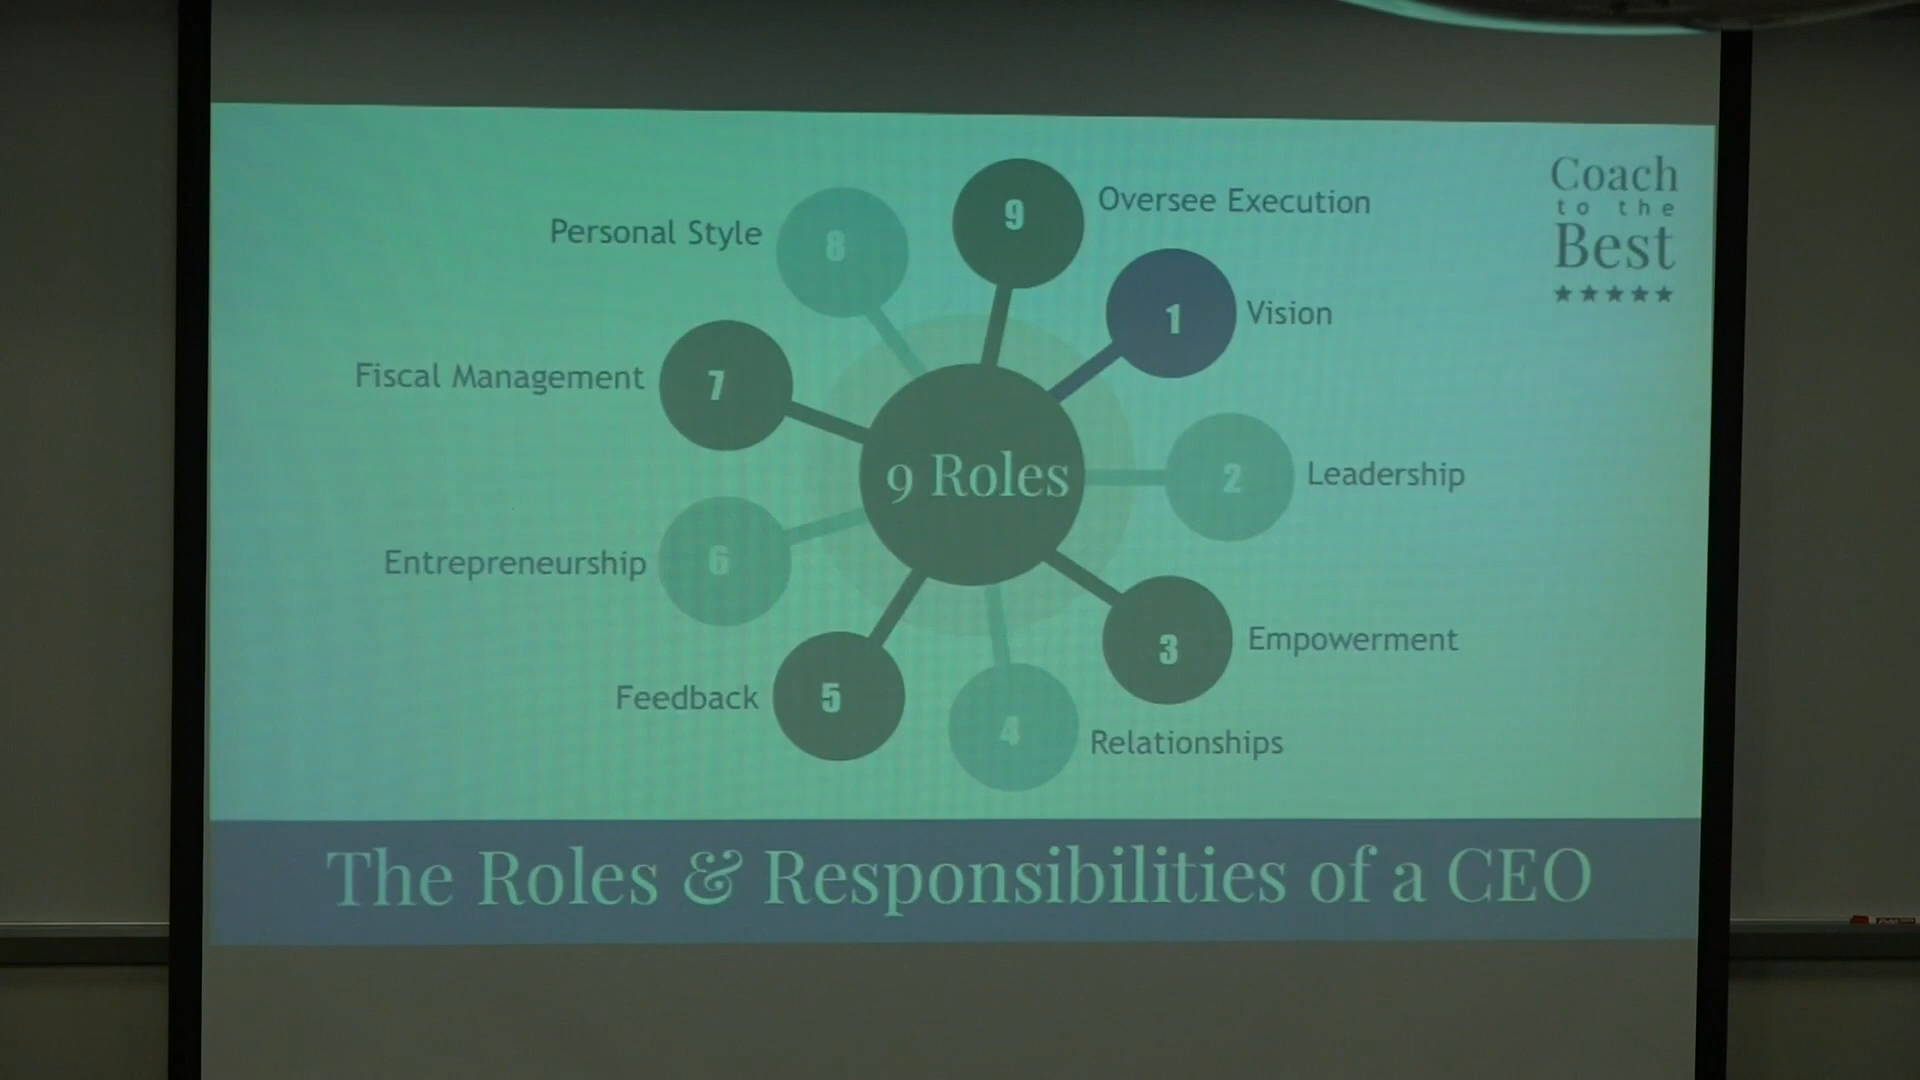 Coach
to the
Best
9
Oversee Execution
1
Vision
2
Leadership
3
Empowerment
4
Relationships
5
Feedback
6
Entrepreneurship
7
Fiscal Management
8
Personal Style
9 Roles
The Roles & Responsibilities of a CEO